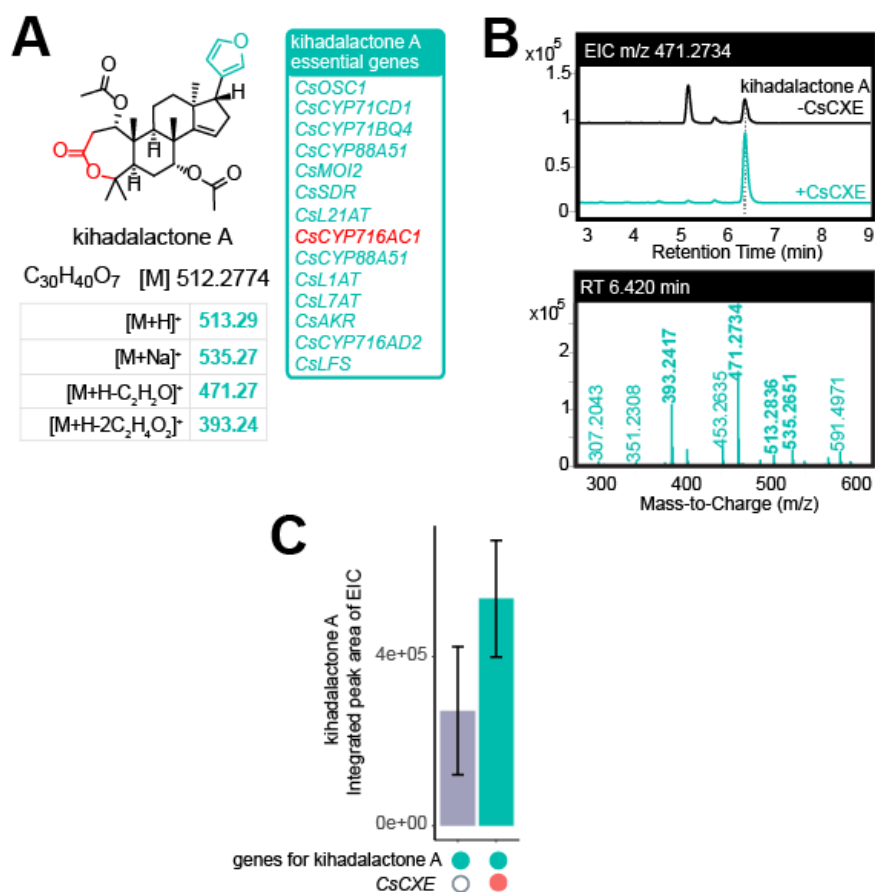 A
O
O
O
H
H
H
O
O
O
O
kihadalactone A
C30H40O7 [M] 512.2774
[M+H]+ 513.29
[M+Na]+ 535.27
[M+H-C2H2O]+ 471.27
[M+H-2C2H4O2]+ 393.24
kihadalactone A
essential genes
CsOSC1
CsCYP71CD1
CsCYP71BQ4
CsCYP88A51
CsMOI2
CsSDR
CsL21AT
CsCYP716AC1
CsCYP88A51
CsL1AT
CsL7AT
CsAKR
CsCYP716AD2
CsLFS
B
x10^5
EIC m/z 471.2734
1.5
1
0.5
0
kihadalactone A
-CsCXE
+CsCXE
3 4 5 6 7 8 9
Retention Time (min)
RT 6.420 min
x10^5
2
1
0
307.2043
351.2308
393.2417
453.2635
471.2734
513.2836
535.2651
591.4971
300 400 500 600
Mass-to-Charge (m/z)
C
kihadalactone A
Integrated peak area of EIC
4e+05
0e+00
genes for kihadalactone A
CsCXE